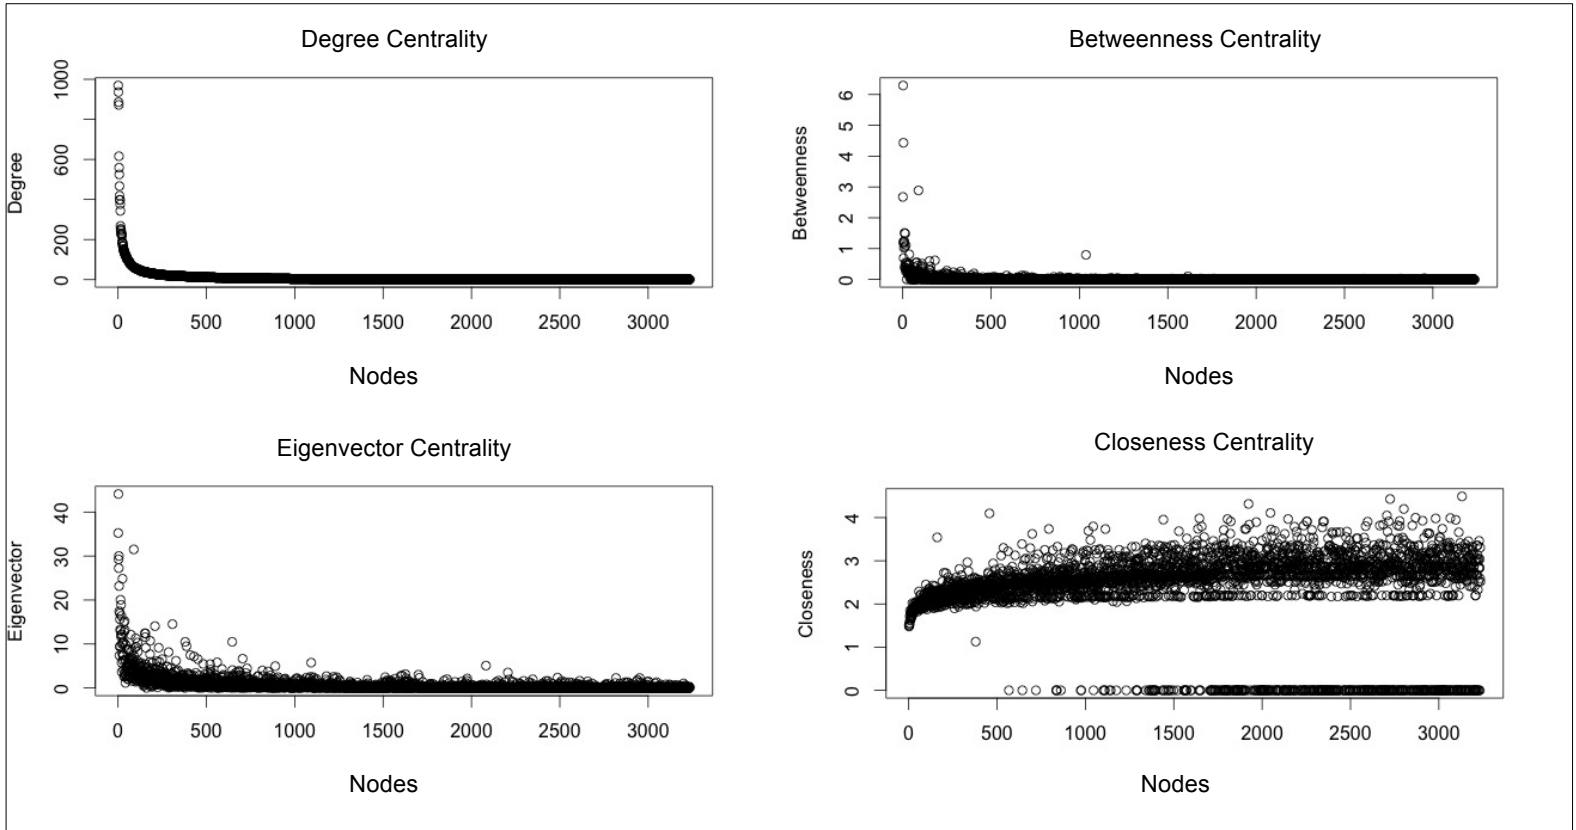 Degree Centrality
Degree
0
200
600
1000
0 500 1000 1500 2000 2500 3000
Nodes
Betweenness Centrality
Betweenness
0 1 2 3 4 5 6
0 500 1000 1500 2000 2500 3000
Nodes
Eigenvector Centrality
Eigenvector
0 10 20 30 40
0 500 1000 1500 2000 2500 3000
Nodes
Closeness Centrality
Closeness
0 1 2 3 4
0 500 1000 1500 2000 2500 3000
Nodes